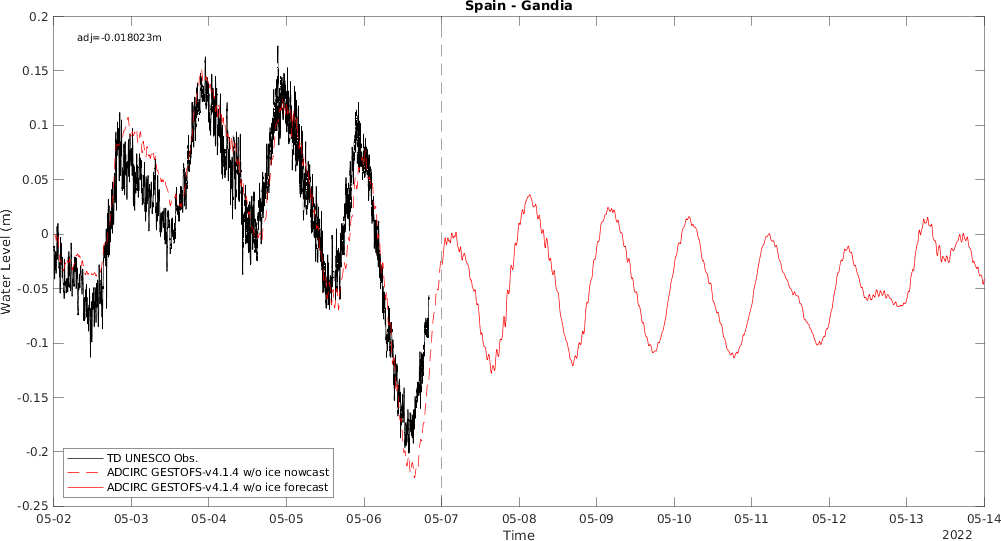 Spain - Gandia
adj=-0.018023m
0.2
0.15
0.1
0.05
0
-0.05
-0.1
-0.15
-0.2
-0.25
Water Level (m)
TD UNESCO Obs.
ADCIRC GESTOFS-v4.1.4 w/o ice nowcast
ADCIRC GESTOFS-v4.1.4 w/o ice forecast
05-02 05-03 05-04 05-05 05-06 05-07 05-08 05-09 05-10 05-11 05-12 05-13 05-14
Time
2022